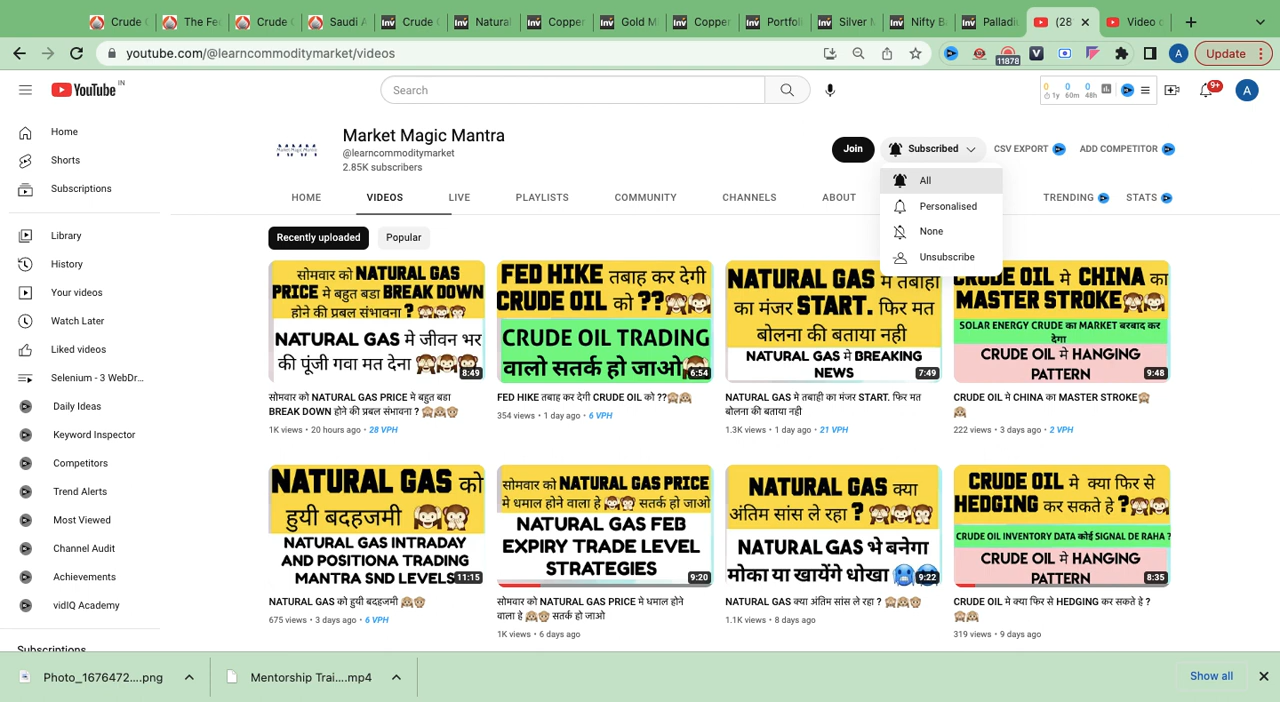 Crude
The Fe
Crude
Saudi A
Crude
Natural
Copper
Gold M
Copper
Portfoli
Silver M
Nifty Ba
Palladi
(28
Video
youtube.com/@learncommoditymarket/videos
11878
A
Update
YouTube IN
Search
0 0 0
1y 60m 48h
9+
A
Home
Shorts
Subscriptions
Library
History
Your videos
Watch Later
Liked videos
Selenium - 3 WebDr...
Daily Ideas
Keyword Inspector
Competitors
Trend Alerts
Most Viewed
Channel Audit
Achievements
vidIQ Academy
Subscriptions
Market Magic Mantra
@learncommoditymarket
2.85K subscribers
Join
Subscribed
CSV EXPORT
ADD COMPETITOR
All
Personalised
None
Unsubscribe
HOME VIDEOS LIVE PLAYLISTS COMMUNITY CHANNELS ABOUT
TRENDING STATS
Recently uploaded Popular
सोमवार को NATURAL GAS
PRICE मे बहुत बडा BREAK DOWN
होने की प्रबल संभावना ?
NATURAL GAS मे जीवन भर
की पूंजी गवा मत देना
8:49
सोमवार को NATURAL GAS PRICE मे बहुत बडा
BREAK DOWN होने की प्रबल संभावना ? 🙈🙉🙊
1K views • 20 hours ago • 28 VPH
FED HIKE तबाह कर देगी
CRUDE OIL को ??
CRUDE OIL TRADING
वालो सतर्क हो जाओ
6:54
FED HIKE तबाह कर देगी CRUDE OIL को ??🙈🙉
354 views • 1 day ago • 6 VPH
NATURAL GAS मे तबाही
का मंजर START. फिर मत
बोलना की बताया नही
NATURAL GAS मे BREAKING
NEWS
7:49
NATURAL GAS मे तबाही का मंजर START. फिर मत
बोलना की बताया नही
1.3K views • 1 day ago • 21 VPH
CRUDE OIL मे CHINA का
MASTER STROKE
SOLAR ENERGY CRUDE का MARKET बरबाद कर
देगा
CRUDE OIL मे HANGING
PATTERN
9:48
CRUDE OIL मे CHINA का MASTER STROKE🙈
🙉
222 views • 3 days ago • 2 VPH
NATURAL GAS को
हुयी बदहजमी
NATURAL GAS INTRADAY
AND POSITIONA TRADING
MANTRA SND LEVELS
11:15
NATURAL GAS को हुयी बदहजमी 🙈🙊
675 views • 3 days ago • 6 VPH
सोमवार को NATURAL GAS PRICE
मे धमाल होने वाला हे सतर्क हो जाओ
NATURAL GAS FEB
EXPIRY TRADE LEVEL
STRATEGIES
9:20
सोमवार को NATURAL GAS PRICE मे धमाल होने
वाला हे 🙈🙊 सतर्क हो जाओ
1K views • 6 days ago
NATURAL GAS क्या
अंतिम सांस ले रहा ?
NATURAL GAS भे बनेगा
मोका या खायेंगे धोखा
9:22
NATURAL GAS क्या अंतिम सांस ले रहा ? 🙈🙉🙊
1.1K views • 8 days ago
CRUDE OIL मे क्या फिर से
HEDGING कर सकते हे ?
CRUDE OIL INVENTORY DATA कोई SIGNAL DE RAHA ?
CRUDE OIL मे HANGING
PATTERN
8:35
CRUDE OIL मे क्या फिर से HEDGING कर सकते हे ?
🙈🙉
319 views • 9 days ago
Photo_1676472....png
Mentorship Trai....mp4
Show all